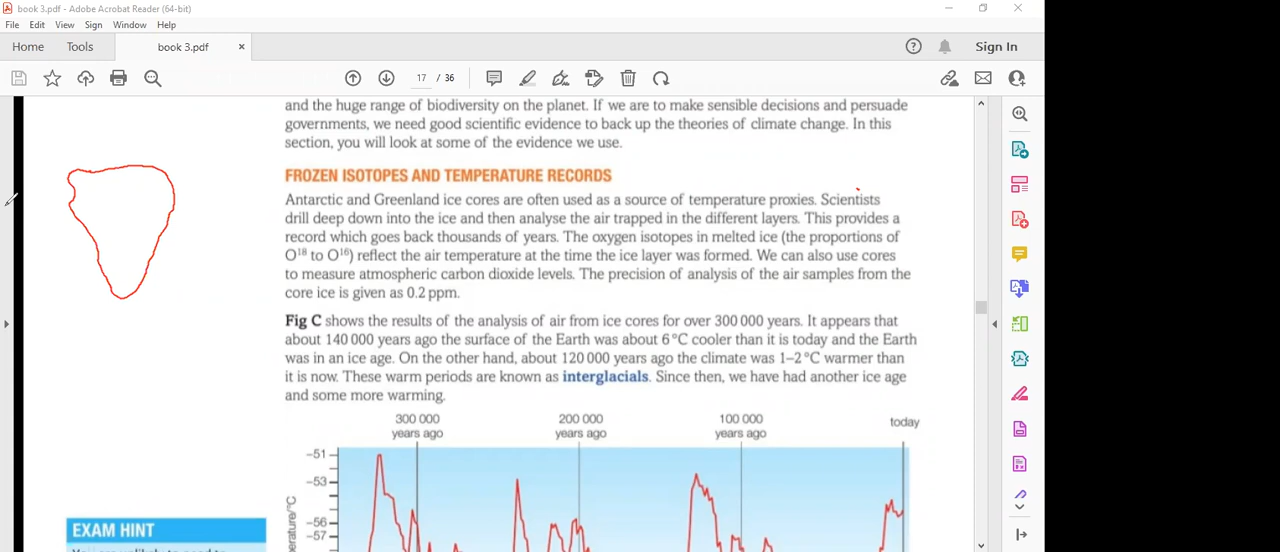 book 3.pdf - Adobe Acrobat Reader (64-bit)
File Edit View Sign Window Help
Home Tools book 3.pdf × Sign In
17 / 36
and the huge range of biodiversity on the planet. If we are to make sensible decisions and persuade
governments, we need good scientific evidence to back up the theories of climate change. In this
section, you will look at some of the evidence we use.
FROZEN ISOTOPES AND TEMPERATURE RECORDS
Antarctic and Greenland ice cores are often used as a source of temperature proxies. Scientists
drill deep down into the ice and then analyse the air trapped in the different layers. This provides a
record which goes back thousands of years. The oxygen isotopes in melted ice (the proportions of
O¹⁸ to O¹⁶) reflect the air temperature at the time the ice layer was formed. We can also use cores
to measure atmospheric carbon dioxide levels. The precision of analysis of the air samples from the
core ice is given as 0.2 ppm.
Fig C shows the results of the analysis of air from ice cores for over 300 000 years. It appears that
about 140 000 years ago the surface of the Earth was about 6 °C cooler than it is today and the Earth
was in an ice age. On the other hand, about 120 000 years ago the climate was 1–2 °C warmer than
it is now. These warm periods are known as interglacials. Since then, we have had another ice age
and some more warming.
300 000 200 000 100 000 today
years ago years ago years ago
–51
–53
–56
–57
EXAM HINT